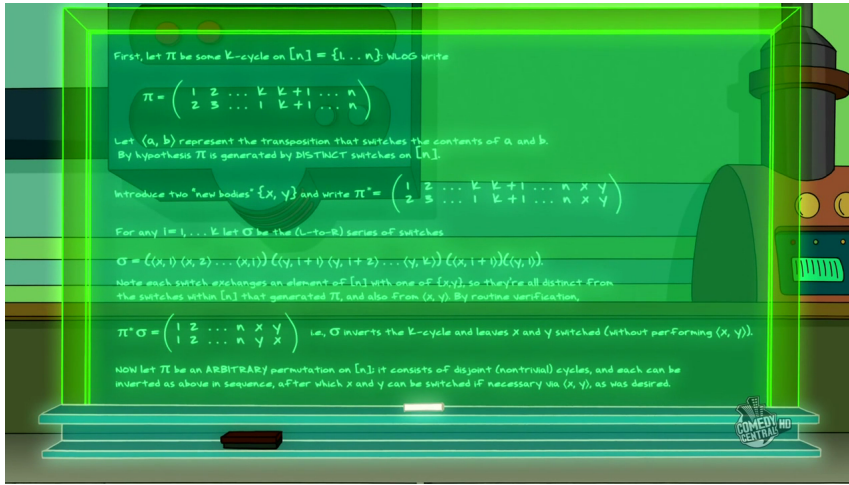 First, let π be some k-cycle on [n] = {1. . . n}: WLOG write
π = ( 1 2 ... k k+1 ... n
2 3 ... 1 k+1 ... n )
Let ⟨a, b⟩ represent the transposition that switches the contents of a and b.
By hypothesis π is generated by DISTINCT switches on [n].
Introduce two "new bodies" {x, y} and write π* = ( 1 2 ... k k+1 ... n x y
2 3 ... 1 k+1 ... n x y )
For any i=1, ... k let σ be the (L-to-R) series of switches
σ = (⟨x, 1⟩ ⟨x, 2⟩ ... ⟨x, i⟩) (⟨y, i+1⟩ ⟨y, i+2⟩ ... ⟨y, k⟩) (⟨x, i+1⟩)(⟨y, 1⟩).
Note each switch exchanges an element of [n] with one of {x,y}, so they're all distinct from
the switches within [n] that generated π, and also from ⟨x, y⟩. By routine verification,
π* σ = ( 1 2 ... n x y
1 2 ... n y x ) i.e., σ inverts the k-cycle and leaves x and y switched (without performing ⟨x, y⟩).
NOW let π be an ARBITRARY permutation on [n]; it consists of disjoint (nontrivial) cycles, and each can be
inverted as above in sequence, after which x and y can be switched if necessary via ⟨x, y⟩, as was desired.
COMEDY
CENTRAL HD